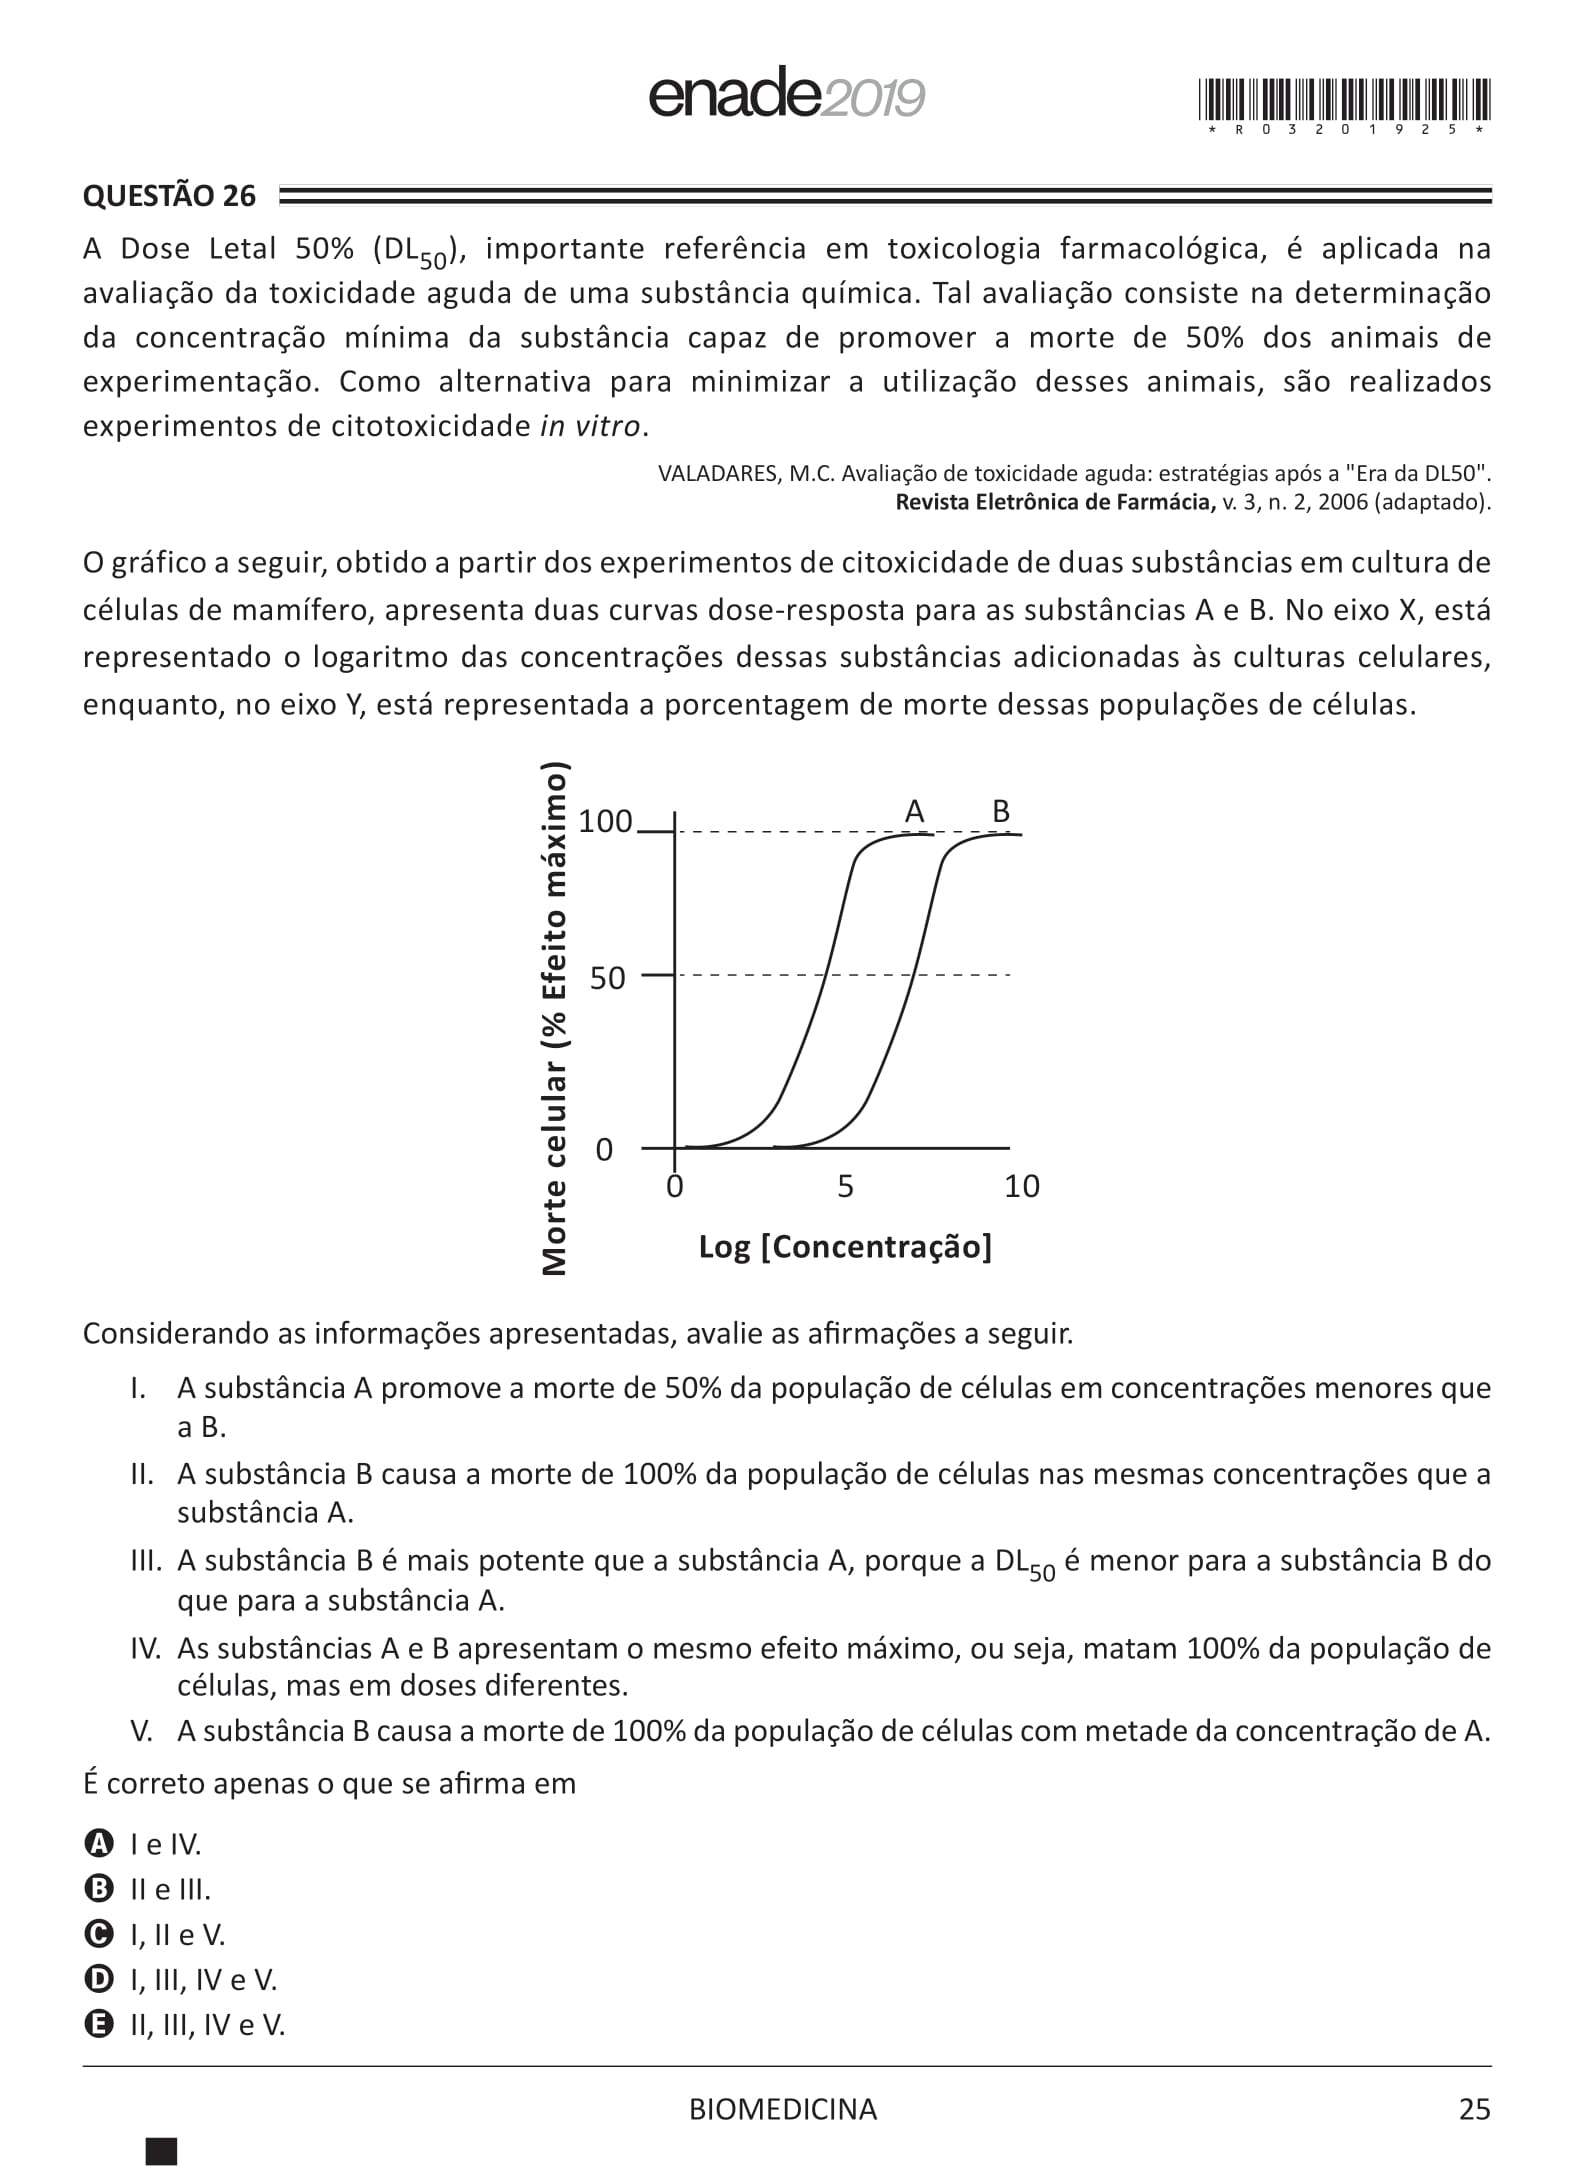 enade2019
* R 0 3 2 0 1 9 2 5 *
QUESTÃO 26
A Dose Letal 50% (DL50), importante referência em toxicologia farmacológica, é aplicada na
avaliação da toxicidade aguda de uma substância química. Tal avaliação consiste na determinação
da concentração mínima da substância capaz de promover a morte de 50% dos animais de
experimentação. Como alternativa para minimizar a utilização desses animais, são realizados
experimentos de citotoxicidade in vitro.
VALADARES, M.C. Avaliação de toxicidade aguda: estratégias após a "Era da DL50".
Revista Eletrônica de Farmácia, v. 3, n. 2, 2006 (adaptado).
O gráfico a seguir, obtido a partir dos experimentos de citoxicidade de duas substâncias em cultura de
células de mamífero, apresenta duas curvas dose-resposta para as substâncias A e B. No eixo X, está
representado o logaritmo das concentrações dessas substâncias adicionadas às culturas celulares,
enquanto, no eixo Y, está representada a porcentagem de morte dessas populações de células.
Morte celular (% Efeito máximo)
A B
100
50
0
0 5 10
Log [Concentração]
Considerando as informações apresentadas, avalie as afirmações a seguir.
I. A substância A promove a morte de 50% da população de células em concentrações menores que
a B.
II. A substância B causa a morte de 100% da população de células nas mesmas concentrações que a
substância A.
III. A substância B é mais potente que a substância A, porque a DL50 é menor para a substância B do
que para a substância A.
IV. As substâncias A e B apresentam o mesmo efeito máximo, ou seja, matam 100% da população de
células, mas em doses diferentes.
V. A substância B causa a morte de 100% da população de células com metade da concentração de A.
É correto apenas o que se afirma em
A I e IV.
B II e III.
C I, II e V.
D I, III, IV e V.
E II, III, IV e V.
BIOMEDICINA 25